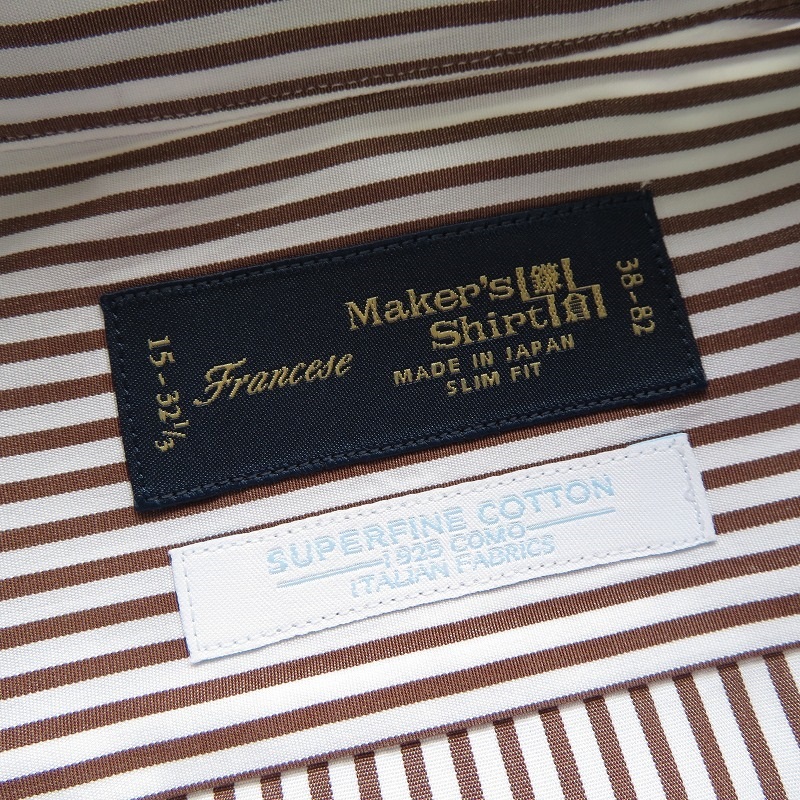 15-32⅓
Francese
Maker's
Shirt
鎌倉
MADE IN JAPAN
SLIM FIT
38-82
SUPERFINE COTTON
1925 COMO
ITALIAN FABRICS